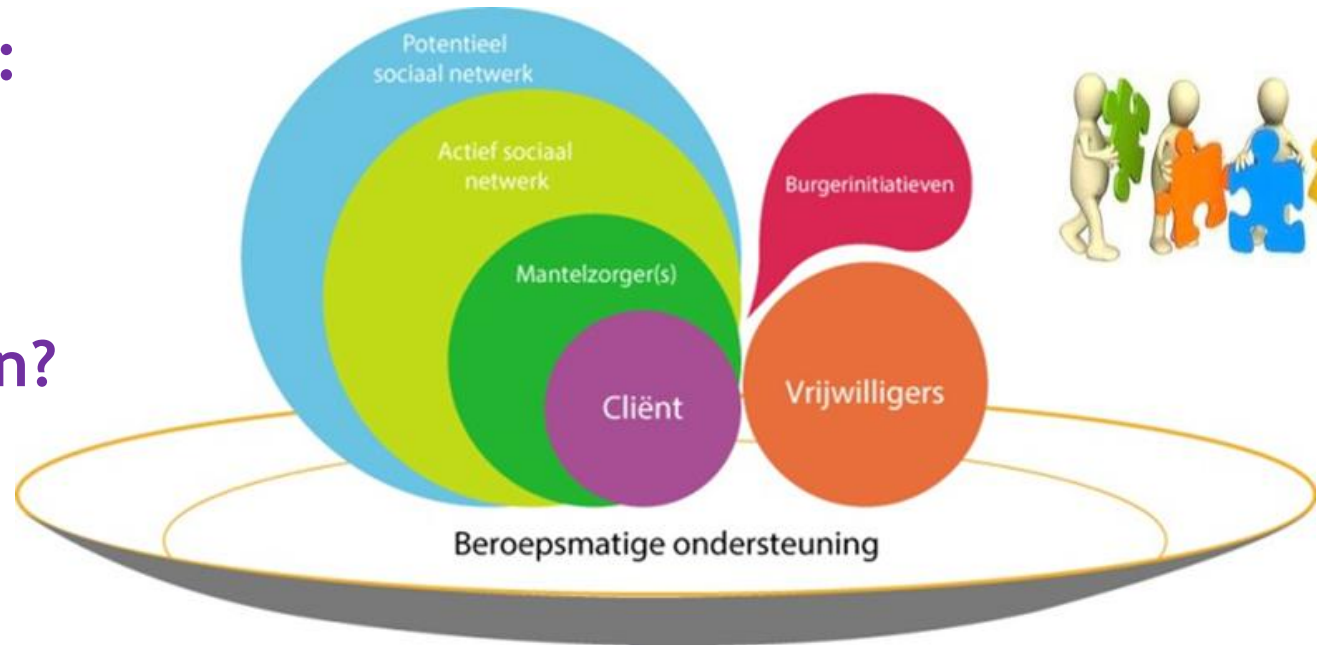 :
Potentieel
sociaal netwerk
Actief sociaal
netwerk
Burgerinitiatieven
Mantelzorger(s)
n?
Cliënt
Vrijwilligers
Beroepsmatige ondersteuning